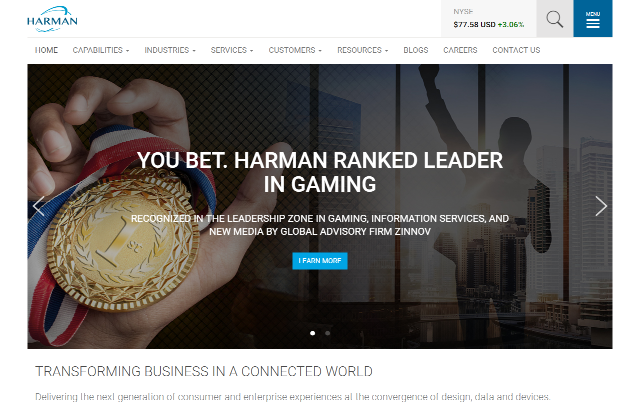 HARMAN
NYSE
$77.58 USD +3.06%
MENU
HOME CAPABILITIES INDUSTRIES SERVICES CUSTOMERS RESOURCES BLOGS CAREERS CONTACT US
YOU BET. HARMAN RANKED LEADER
IN GAMING
1st
RECOGNIZED IN THE LEADERSHIP ZONE IN GAMING, INFORMATION SERVICES, AND
NEW MEDIA BY GLOBAL ADVISORY FIRM ZINNOV
LEARN MORE
TRANSFORMING BUSINESS IN A CONNECTED WORLD
Delivering the next generation of consumer and enterprise experiences at the convergence of design, data and devices.